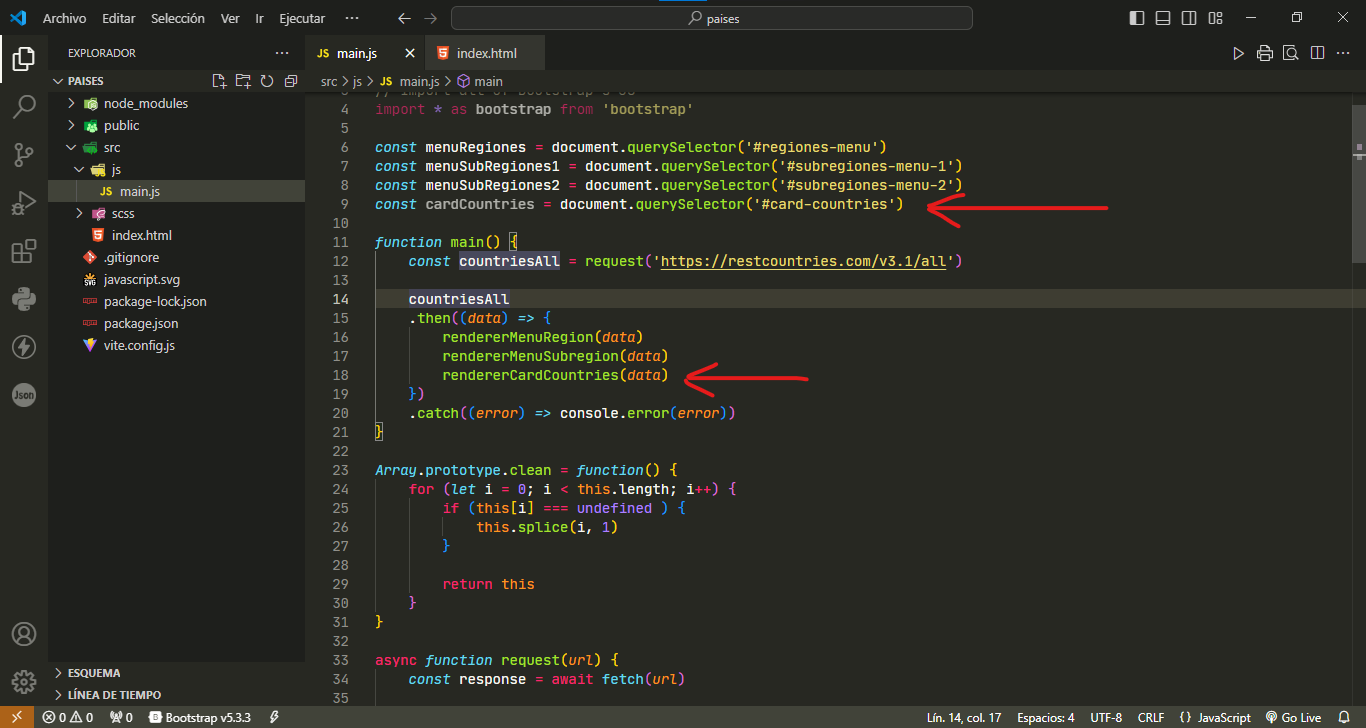 Archivo Editar Selección Ver Ir Ejecutar ··· paises
EXPLORADOR ···
JS main.js index.html
PAISES
src > js > JS main.js > main
node_modules
public
src
js
JS main.js
scss
index.html
.gitignore
javascript.svg
package-lock.json
package.json
vite.config.js
Json
4 import * as bootstrap from 'bootstrap'
5
6 const menuRegiones = document.querySelector('#regiones-menu')
7 const menuSubRegiones1 = document.querySelector('#subregiones-menu-1')
8 const menuSubRegiones2 = document.querySelector('#subregiones-menu-2')
9 const cardCountries = document.querySelector('#card-countries')
10
11 function main() {
12 const countriesAll = request('https://restcountries.com/v3.1/all')
13
14 countriesAll
15 .then((data) => {
16 rendererMenuRegion(data)
17 rendererMenuSubregion(data)
18 rendererCardCountries(data)
19 })
20 .catch((error) => console.error(error))
21 }
22
23 Array.prototype.clean = function() {
24 for (let i = 0; i < this.length; i++) {
25 if (this[i] === undefined ) {
26 this.splice(i, 1)
27 }
28
29 return this
30 }
31 }
32
33 async function request(url) {
34 const response = await fetch(url)
35
ESQUEMA
LÍNEA DE TIEMPO
0 0 0 Bootstrap v5.3.3 Lín. 14, col. 17 Espacios: 4 UTF-8 CRLF {} JavaScript Go Live